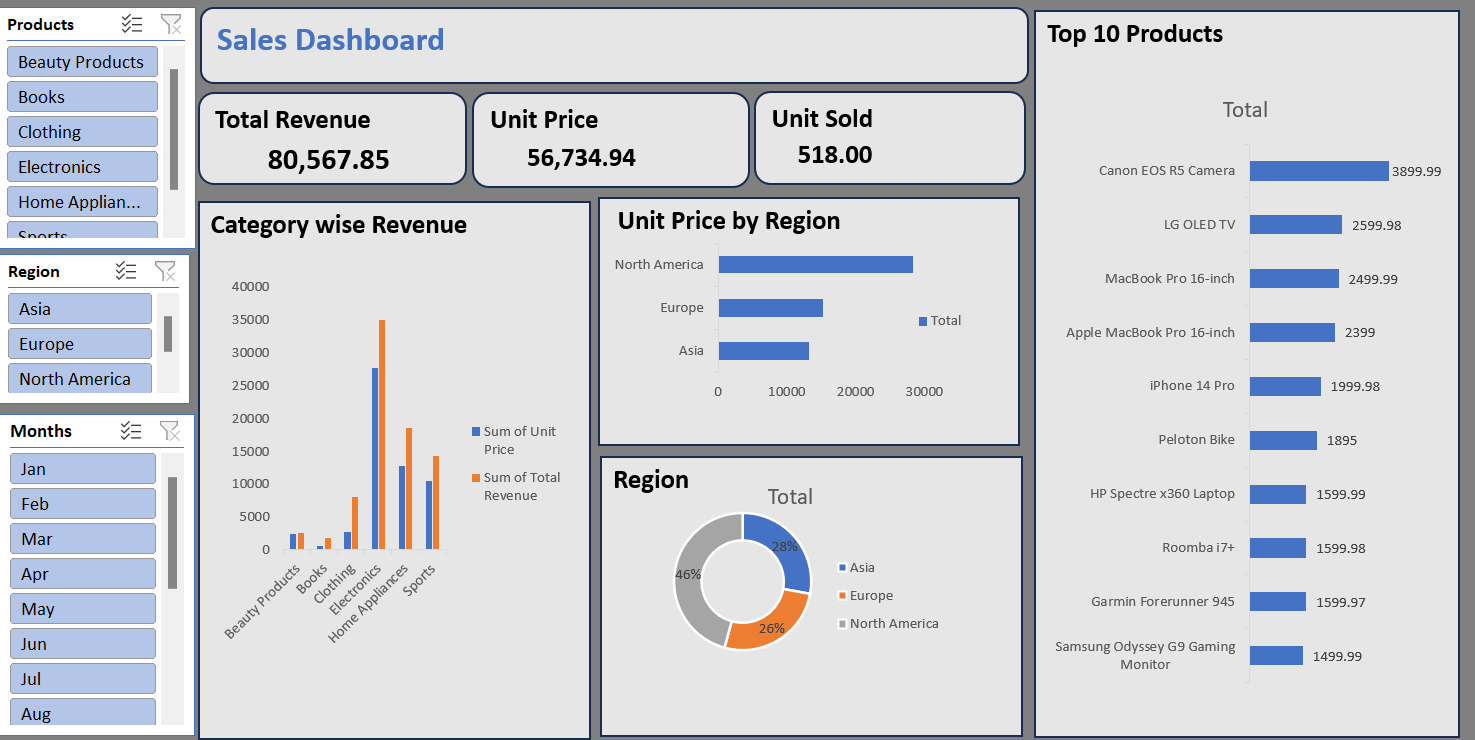 Products
Beauty Products
Books
Clothing
Electronics
Home Applian...
Sports
Region
Asia
Europe
North America
Months
Jan
Feb
Mar
Apr
May
Jun
Jul
Aug
Sales Dashboard
Total Revenue
80,567.85
Unit Price
56,734.94
Unit Sold
518.00
Category wise Revenue
40000
35000
30000
25000
20000
15000
10000
5000
0
Beauty Products
Books
Clothing
Electronics
Home Appliances
Sports
Sum of Unit
Price
Sum of Total
Revenue
Unit Price by Region
North America
Europe
Asia
0 10000 20000 30000
Total
Region
Total
28%
26%
46%
Asia
Europe
North America
Top 10 Products
Total
Canon EOS R5 Camera 3899.99
LG OLED TV 2599.98
MacBook Pro 16-inch 2499.99
Apple MacBook Pro 16-inch 2399
iPhone 14 Pro 1999.98
Peloton Bike 1895
HP Spectre x360 Laptop 1599.99
Roomba i7+ 1599.98
Garmin Forerunner 945 1599.97
Samsung Odyssey G9 Gaming
Monitor 1499.99